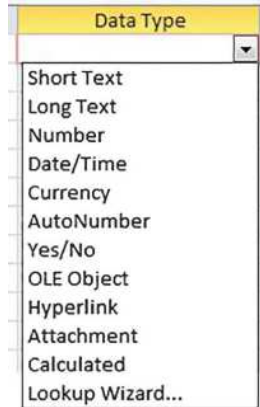 Data Type
Short Text
Long Text
Number
Date/Time
Currency
AutoNumber
Yes/No
OLE Object
Hyperlink
Attachment
Calculated
Lookup Wizard...